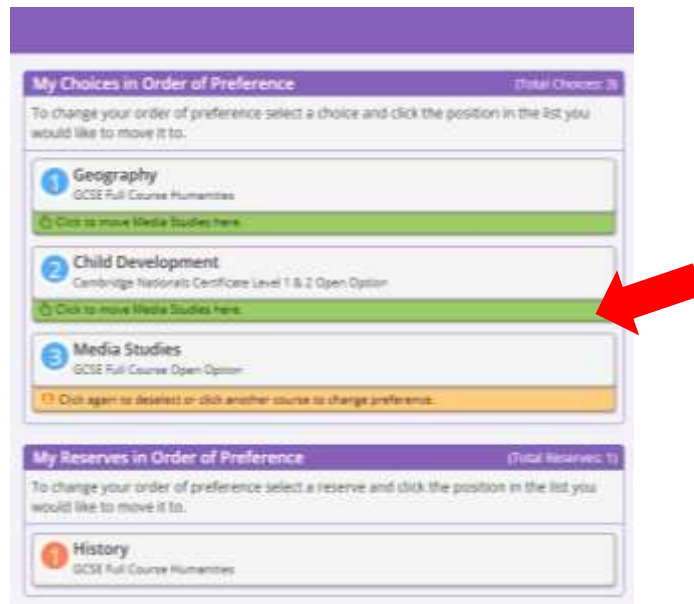 My Choices in Order of Preference (Total Choices: 3)
To change your order of preference select a choice and click the position in the list you
would like to move it to.
1 Geography
GCSE Full Course Humanities
Click to move Media Studies here.
2 Child Development
Cambridge Nationals Certificate Level 1 & 2 Open Option
Click to move Media Studies here.
3 Media Studies
GCSE Full Course Open Option
Click again to deselect or click another course to change preference.
My Reserves in Order of Preference (Total Reserves: 1)
To change your order of preference select a reserve and click the position in the list you
would like to move it to.
1 History
GCSE Full Course Humanities